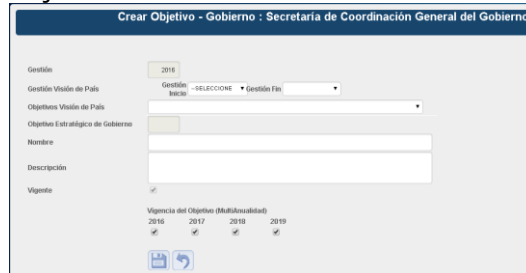 Crear Objetivo - Gobierno : Secretaría de Coordinación General del Gobierno
Gestión 2016
Gestión Visión de País Gestión Inicio --SELECCIONE Gestión Fin
Objetivos Visión de País
Objetivo Estratégico de Gobierno
Nombre
Descripción
Vigente
Vigencia del Objetivo (MultiAnualidad)
2016 2017 2018 2019